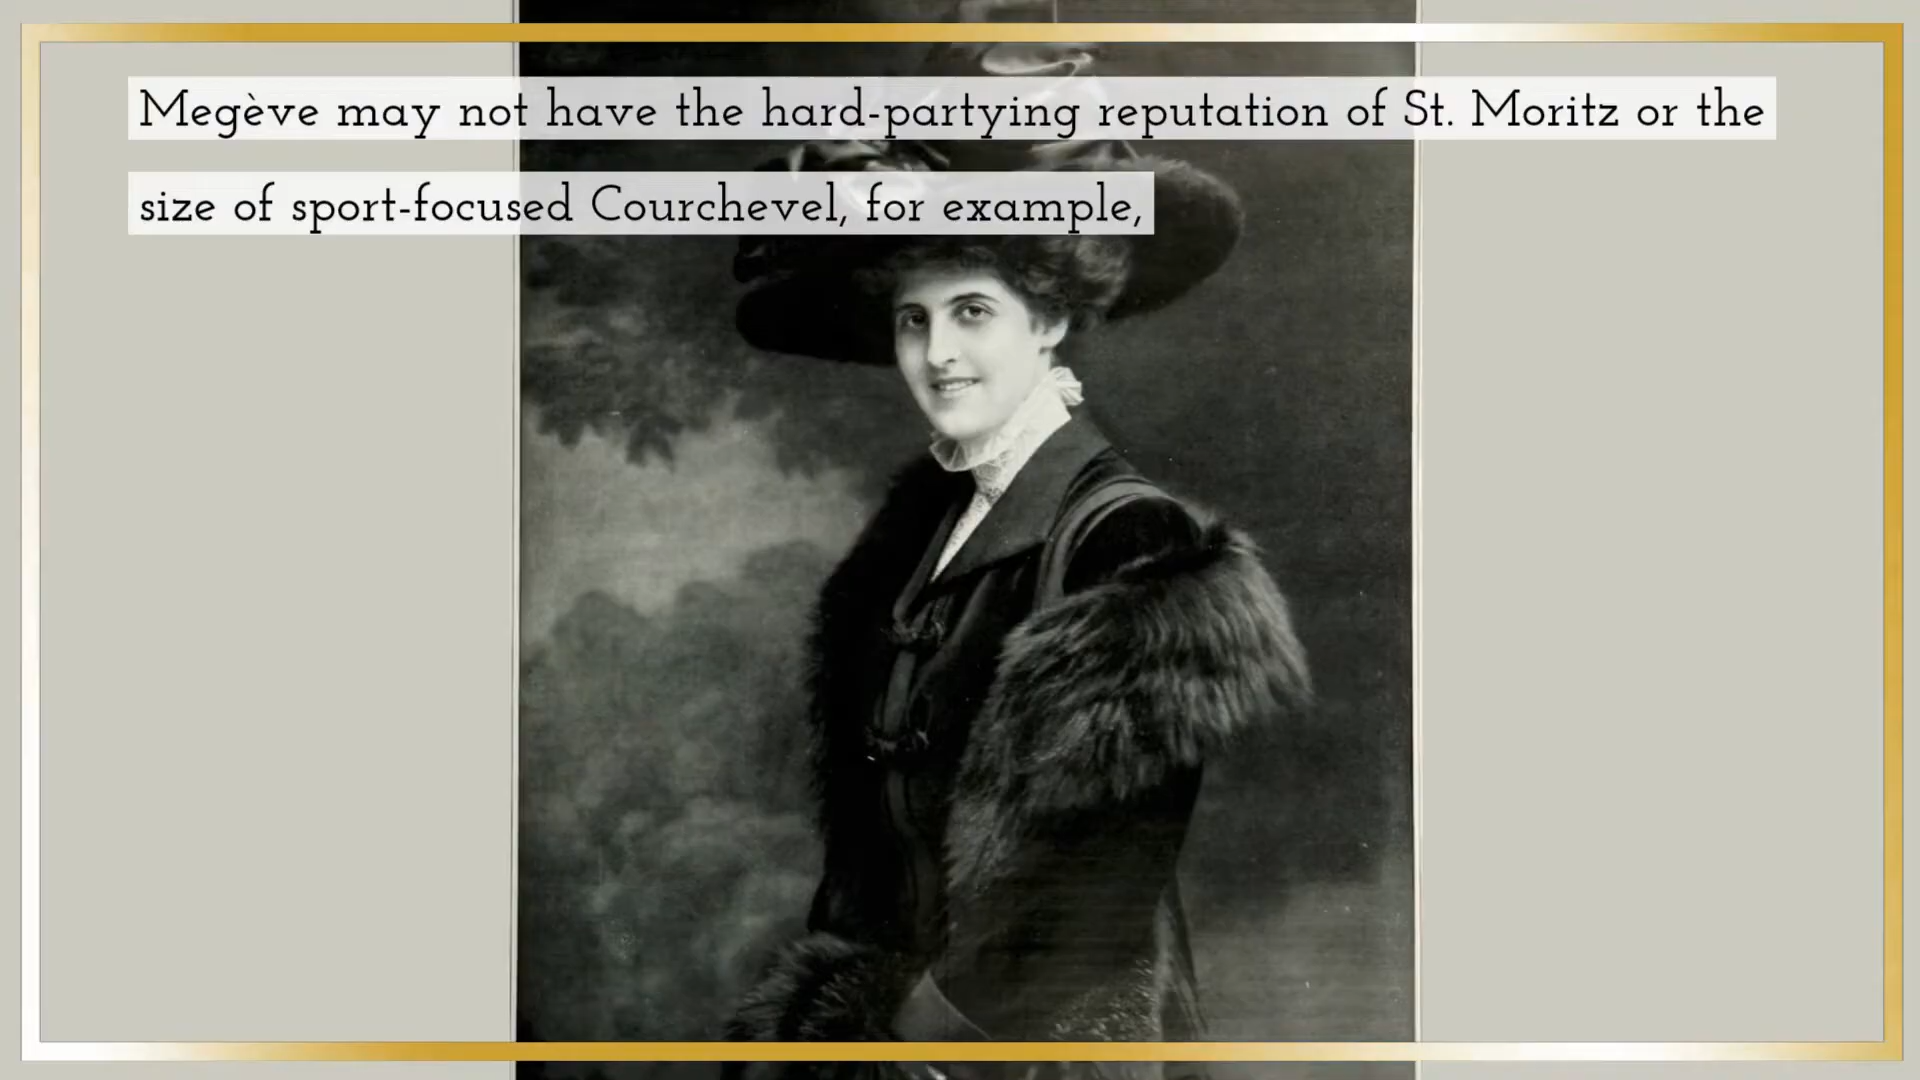 Megève may not have the hard-partying reputation of St. Moritz or the
size of sport-focused Courchevel, for example,